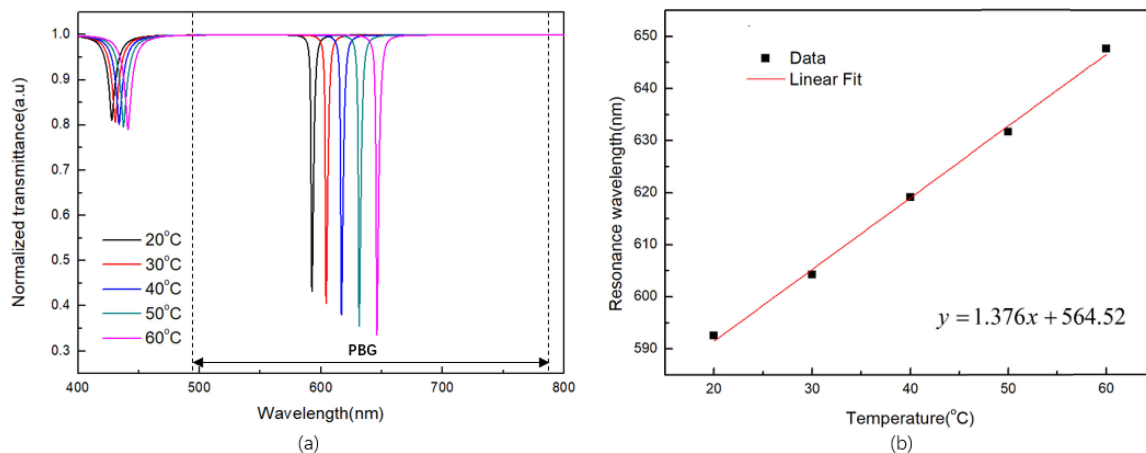 1.0
0.9
0.8
0.7
0.6
0.5
0.4
0.3
Normalized transmittance(a.u)
20°C
30°C
40°C
50°C
60°C
PBG
400 500 600 700 800
Wavelength(nm)
(a)
650
640
630
620
610
600
590
Resonance wavelength(nm)
Data
Linear Fit
y = 1.376x + 564.52
20 30 40 50 60
Temperature(°C)
(b)